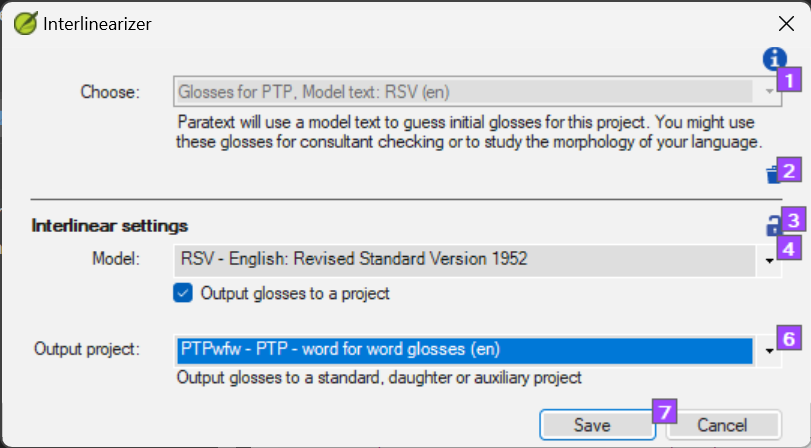 Interlinearizer
Choose:
Glosses for PTP, Model text: RSV (en)
1
Paratext will use a model text to guess initial glosses for this project. You might use
these glosses for consultant checking or to study the morphology of your language.
2
Interlinear settings
3
Model:
RSV - English: Revised Standard Version 1952
4
Output glosses to a project
Output project:
PTPwfw - PTP - word for word glosses (en)
6
Output glosses to a standard, daughter or auxiliary project
Save
7
Cancel